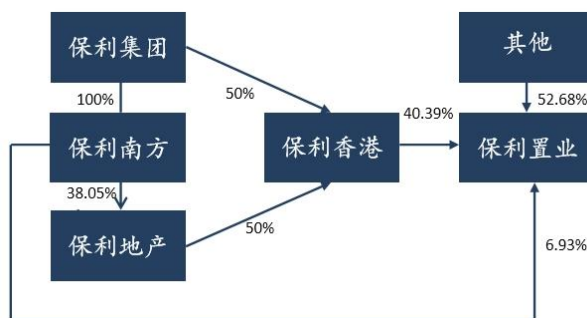 保利集团
其他
100%
50%
40.39%
52.68%
保利南方
保利香港
保利置业
38.05%
保利地产
50%
6.93%